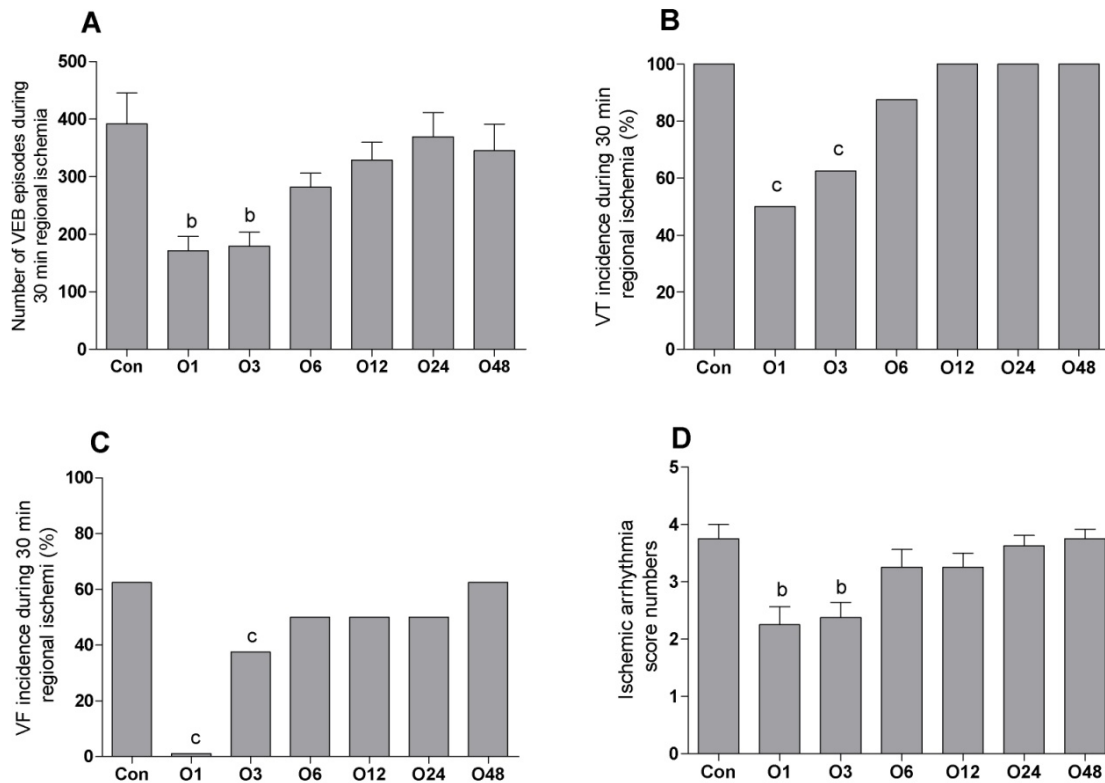 A
Number of VEB episodes during
30 min regional ischemia
500
400
300
200
100
0
b
b
Con O1 O3 O6 O12 O24 O48
B
VT incidence during 30 min
regional ischemia (%)
100
80
60
40
20
0
c
c
Con O1 O3 O6 O12 O24 O48
C
VF incidence during 30 min
regional ischemi (%)
100
80
60
40
20
0
c
c
Con O1 O3 O6 O12 O24 O48
D
Ischemic arrhythmia
score numbers
5
4
3
2
1
0
b
b
Con O1 O3 O6 O12 O24 O48